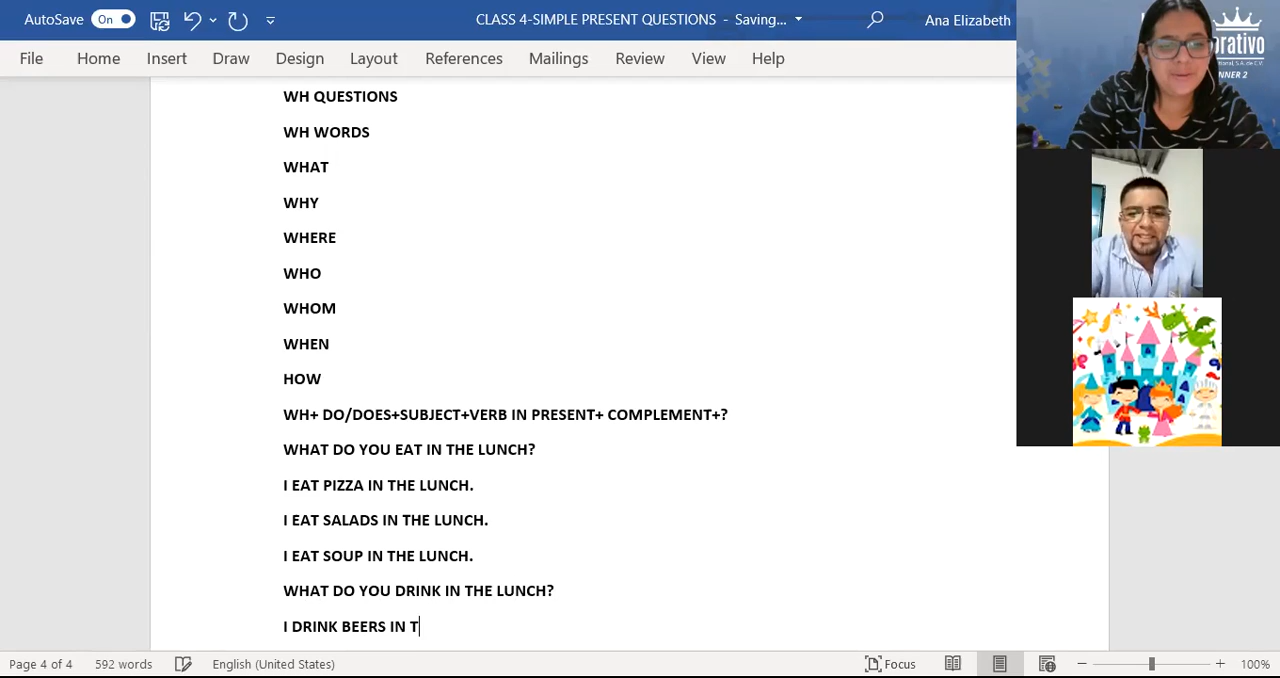 AutoSave On CLASS 4-SIMPLE PRESENT QUESTIONS - Saving... Ana Elizabeth
File Home Insert Draw Design Layout References Mailings Review View Help
WH QUESTIONS
WH WORDS
WHAT
WHY
WHERE
WHO
WHOM
WHEN
HOW
WH+ DO/DOES+SUBJECT+VERB IN PRESENT+ COMPLEMENT+?
WHAT DO YOU EAT IN THE LUNCH?
I EAT PIZZA IN THE LUNCH.
I EAT SALADS IN THE LUNCH.
I EAT SOUP IN THE LUNCH.
WHAT DO YOU DRINK IN THE LUNCH?
I DRINK BEERS IN T
Page 4 of 4 592 words English (United States) Focus 100%